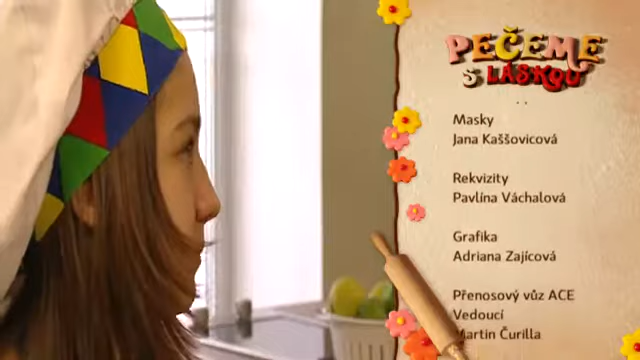 PEČEME
S LÁSKOU
Masky
Jana Kaššovicová
Rekvizity
Pavlína Váchalová
Grafika
Adriana Zajícová
Přenosový vůz ACE
Vedoucí
Martin Čurilla